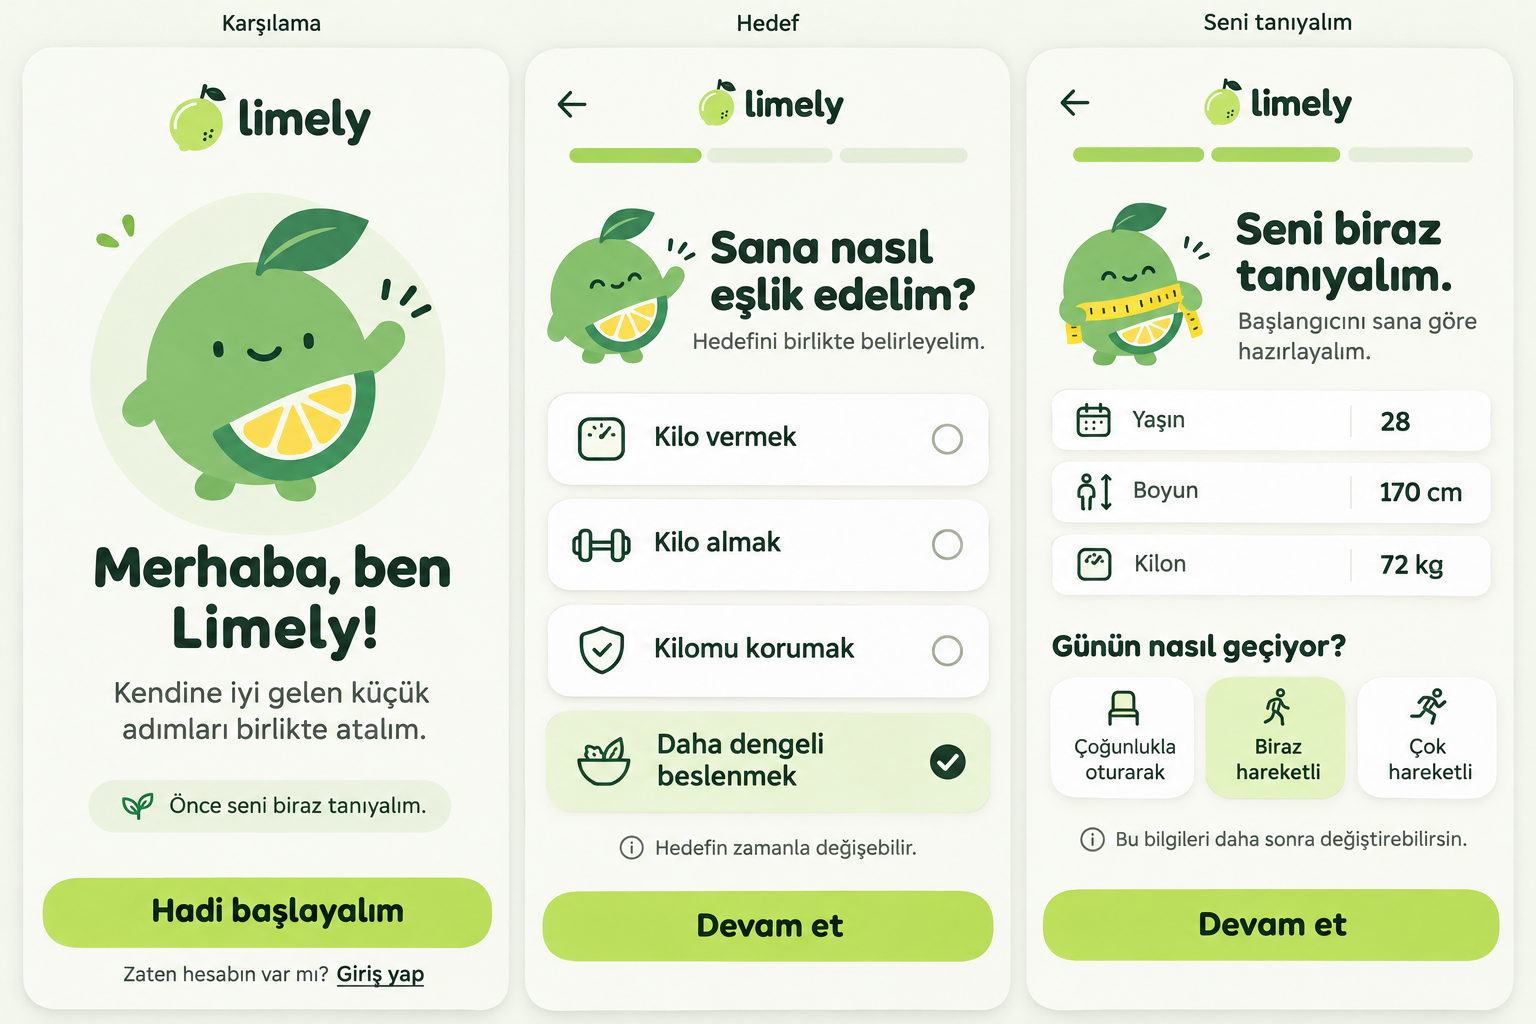 Karşılama
limely
Merhaba, ben
Limely!
Kendine iyi gelen küçük
adımları birlikte atalım.
Önce seni biraz tanıyalım.
Hadi başlayalım
Zaten hesabın var mı? Giriş yap
Hedef
limely
Sana nasıl
eşlik edelim?
Hedefini birlikte belirleyelim.
Kilo vermek
Kilo almak
Kilomu korumak
Daha dengeli
beslenmek
Hedefin zamanla değişebilir.
Devam et
Seni tanıyalım
limely
Seni biraz
tanıyalım.
Başlangıcını sana göre
hazırlayalım.
Yaşın 28
Boyun 170 cm
Kilon 72 kg
Günün nasıl geçiyor?
Çoğunlukla
oturarak
Biraz
hareketli
Çok
hareketli
Bu bilgileri daha sonra değiştirebilirsin.
Devam et